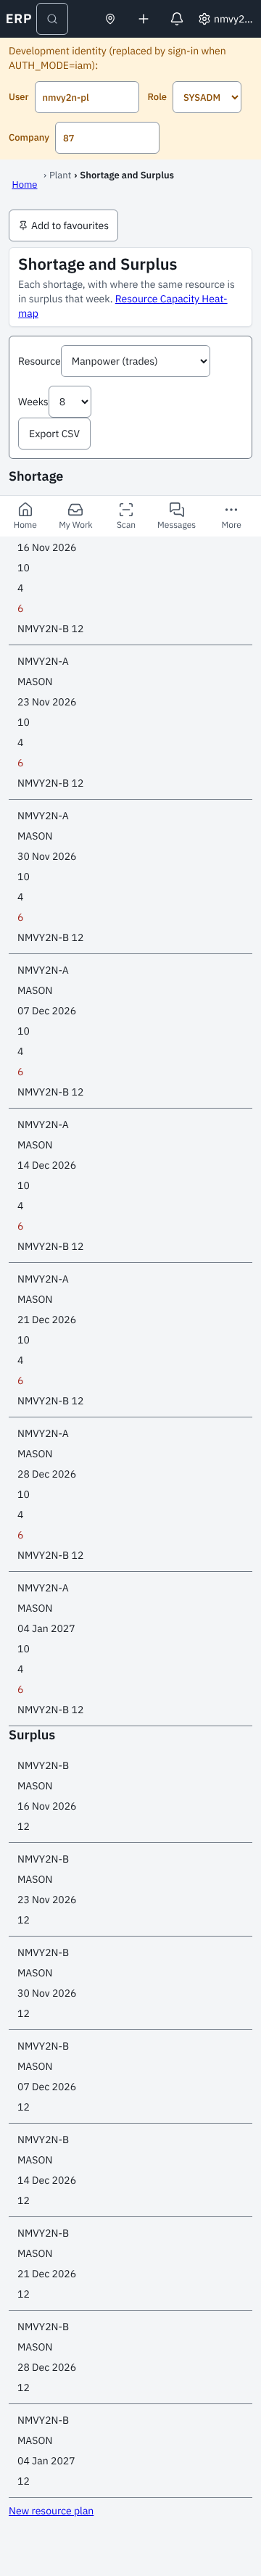 ERP
nmvy2...
Development identity (replaced by sign-in when
AUTH_MODE=iam):
User nmvy2n-pl Role SYSADM
Company 87
Home › Plant › Shortage and Surplus
Add to favourites
Shortage and Surplus
Each shortage, with where the same resource is
in surplus that week. Resource Capacity Heat-
map
Resource Manpower (trades)
Weeks 8
Export CSV
Shortage
Home My Work Scan Messages More
16 Nov 2026
10
4
6
NMVY2N-B 12
NMVY2N-A
MASON
23 Nov 2026
10
4
6
NMVY2N-B 12
NMVY2N-A
MASON
30 Nov 2026
10
4
6
NMVY2N-B 12
NMVY2N-A
MASON
07 Dec 2026
10
4
6
NMVY2N-B 12
NMVY2N-A
MASON
14 Dec 2026
10
4
6
NMVY2N-B 12
NMVY2N-A
MASON
21 Dec 2026
10
4
6
NMVY2N-B 12
NMVY2N-A
MASON
28 Dec 2026
10
4
6
NMVY2N-B 12
NMVY2N-A
MASON
04 Jan 2027
10
4
6
NMVY2N-B 12
Surplus
NMVY2N-B
MASON
16 Nov 2026
12
NMVY2N-B
MASON
23 Nov 2026
12
NMVY2N-B
MASON
30 Nov 2026
12
NMVY2N-B
MASON
07 Dec 2026
12
NMVY2N-B
MASON
14 Dec 2026
12
NMVY2N-B
MASON
21 Dec 2026
12
NMVY2N-B
MASON
28 Dec 2026
12
NMVY2N-B
MASON
04 Jan 2027
12
New resource plan